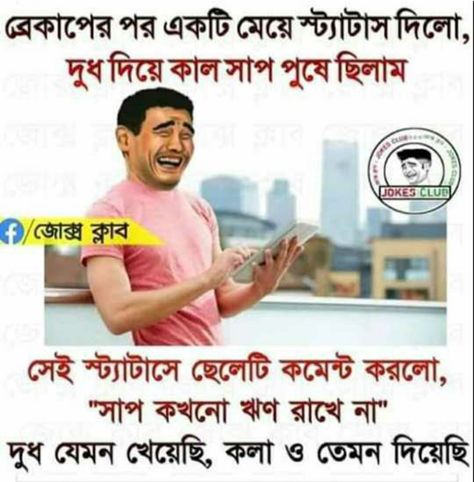 ব্রেকাপের পর একটি মেয়ে স্ট্যাটাস দিলো,
দুধ দিয়ে কাল সাপ পুষে ছিলাম
JOKES CLUB
f/জোক্স ক্লাব
সেই স্ট্যাটাসে ছেলেটি কমেন্ট করলো,
"সাপ কখনো ঋণ রাখে না"
দুধ যেমন খেয়েছি, কলা ও তেমন দিয়েছি